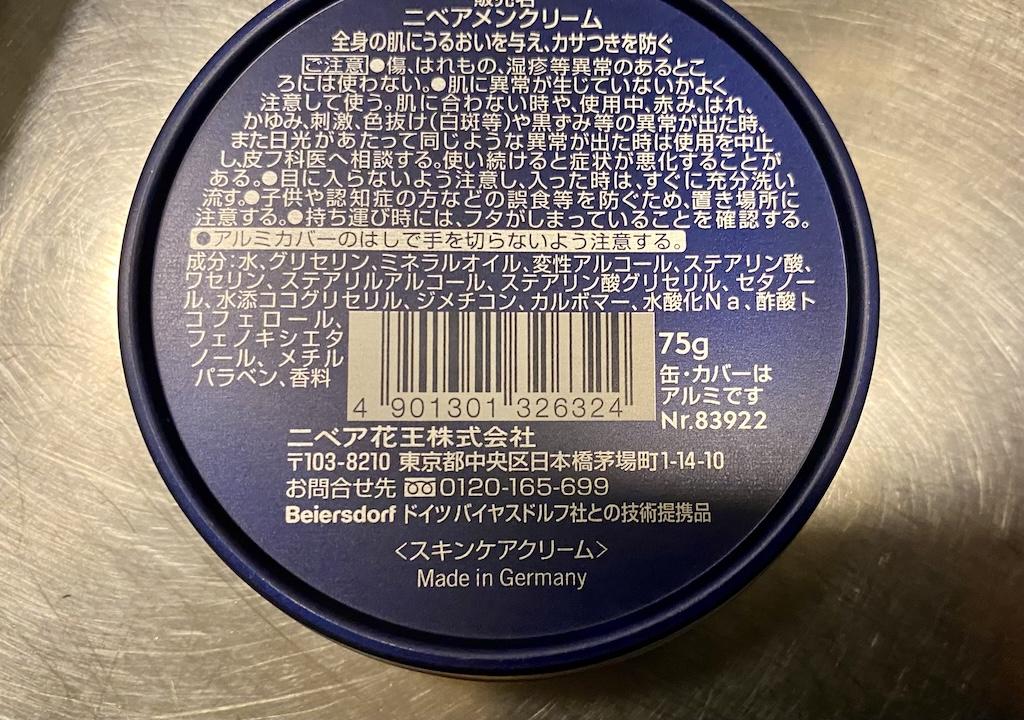 販売名
ニベアメンクリーム
全身の肌にうるおいを与え、カサつきを防ぐ
ご注意●傷、はれもの、湿疹等異常のあるとこ
ろには使わない。●肌に異常が生じていないかよく
注意して使う。肌に合わない時や、使用中、赤み、はれ、
かゆみ、刺激、色抜け(白斑等)や黒ずみ等の異常が出た時、
また日光があたって同じような異常が出た時は使用を中止
し、皮フ科医へ相談する。使い続けると症状が悪化することが
ある。●目に入らないよう注意し、入った時は、すぐに充分洗い
流す。●子供や認知症の方などの誤食等を防ぐため、置き場所に
注意する。●持ち運び時には、フタがしまっていることを確認する。
●アルミカバーのはしで手を切らないよう注意する。
成分:水、グリセリン、ミネラルオイル、変性アルコール、ステアリン酸、
ワセリン、ステアリルアルコール、ステアリン酸グリセリル、セタノー
ル、水添ココグリセリル、ジメチコン、カルボマー、水酸化Na、酢酸ト
コフェロール、
フェノキシエタ
ノール、メチル
パラベン、香料
4 901301 326324
75g
缶・カバーは
アルミです
Nr.83922
ニベア花王株式会社
〒103-8210 東京都中央区日本橋茅場町1-14-10
お問合せ先 0120-165-699
Beiersdorf ドイツ バイヤスドルフ社との技術提携品
<スキンケアクリーム>
Made in Germany